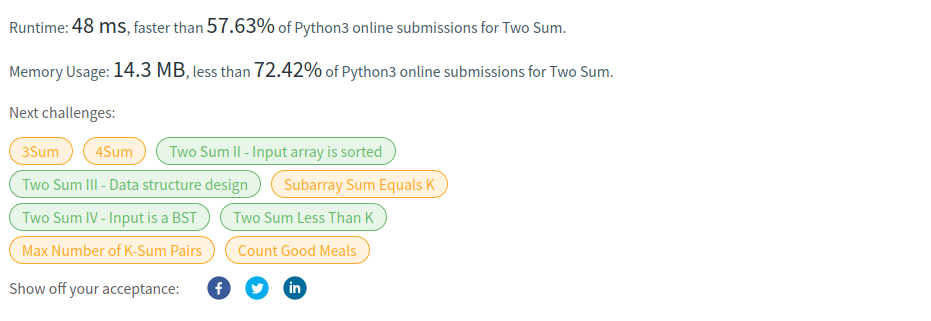 Runtime: 48 ms, faster than 57.63% of Python3 online submissions for Two Sum.
Memory Usage: 14.3 MB, less than 72.42% of Python3 online submissions for Two Sum.
Next challenges:
3Sum 4Sum Two Sum II - Input array is sorted
Two Sum III - Data structure design Subarray Sum Equals K
Two Sum IV - Input is a BST Two Sum Less Than K
Max Number of K-Sum Pairs Count Good Meals
Show off your acceptance: f in